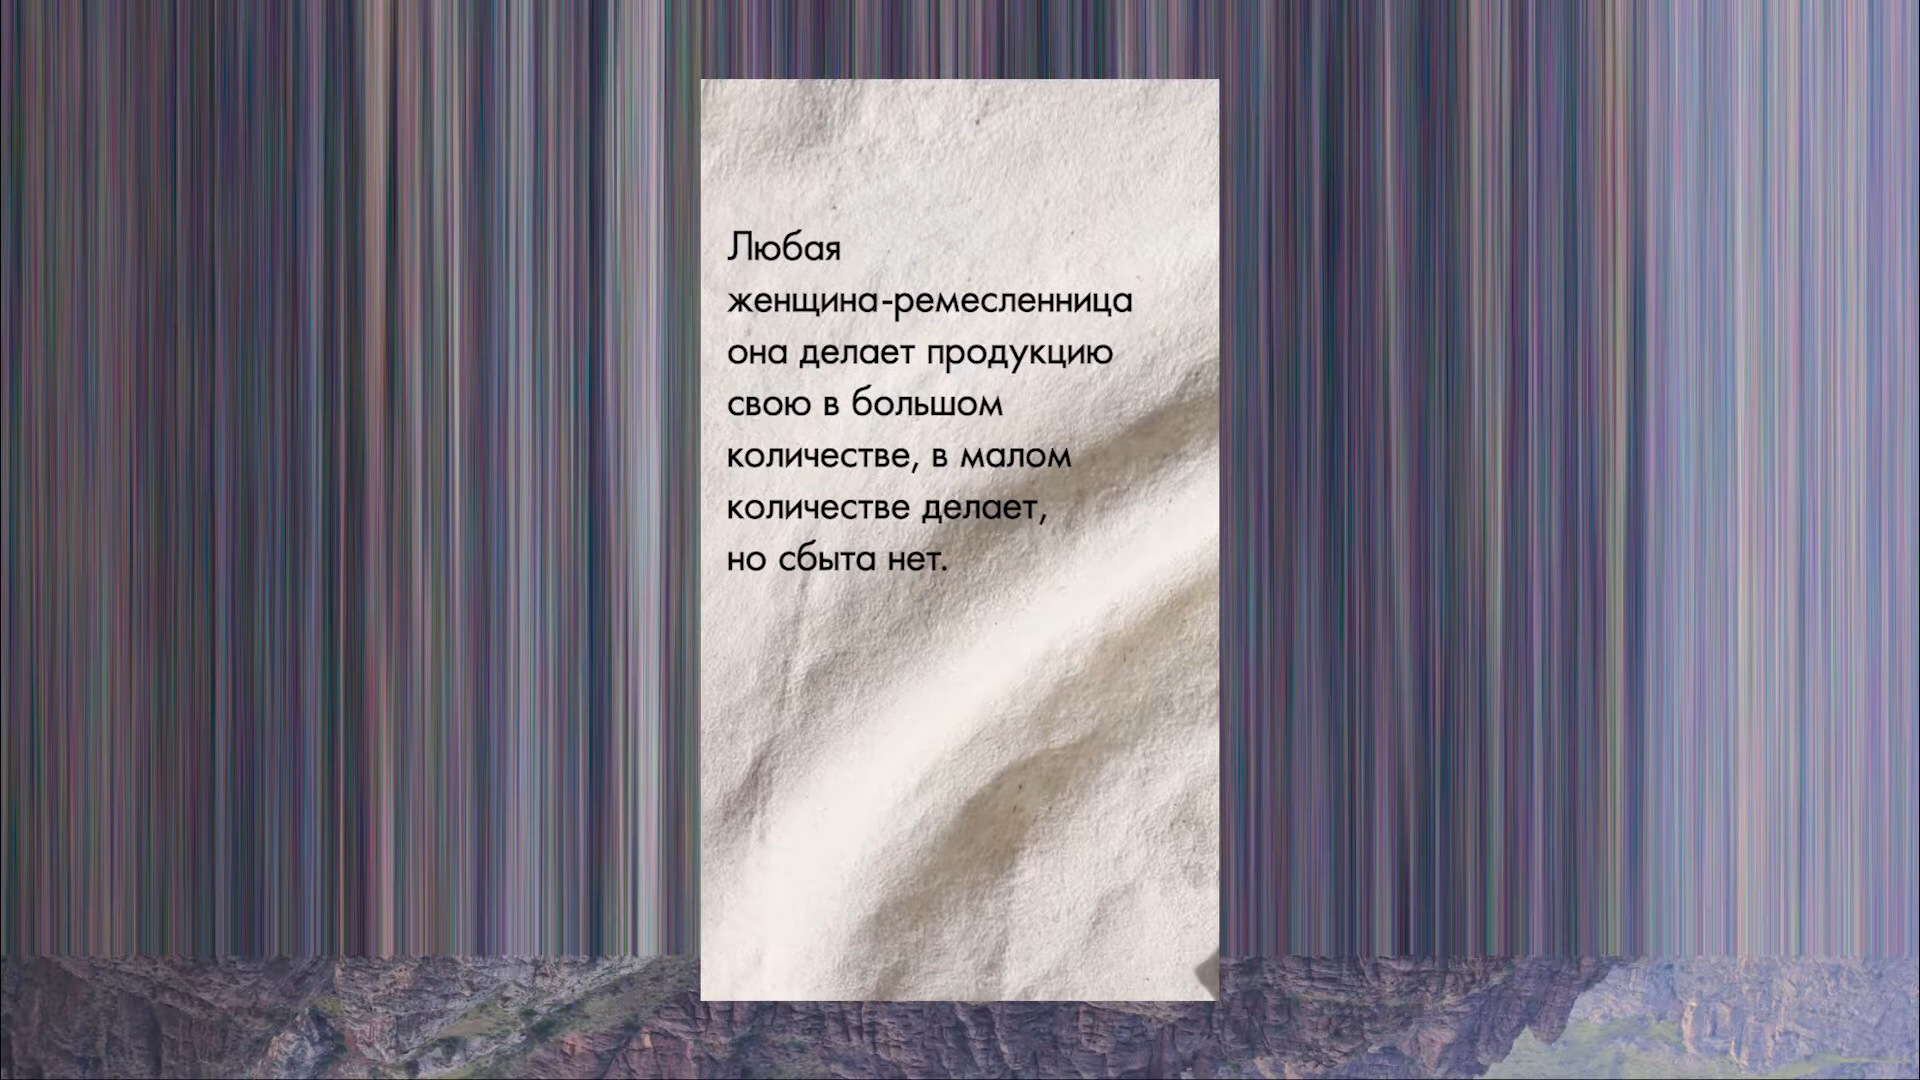 Любая
женщина-ремесленница
она делает продукцию
свою в большом
количестве, в малом
количестве делает,
но сбыта нет.